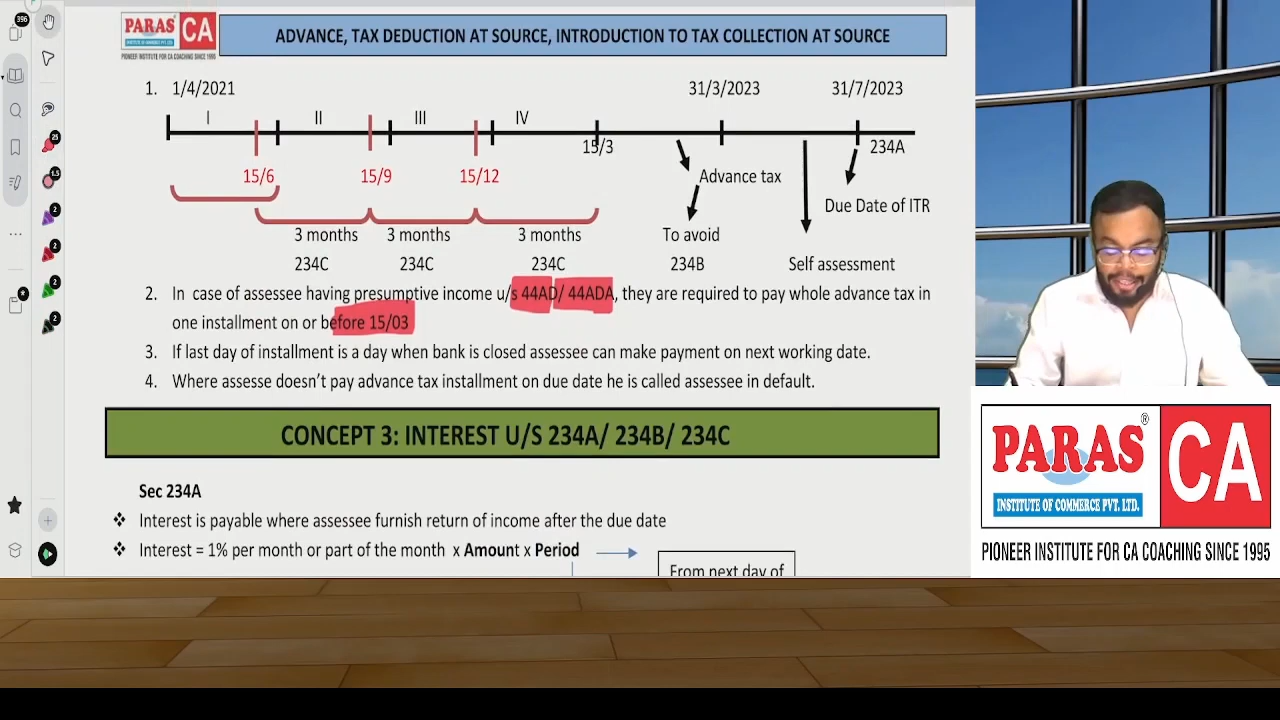 PARAS CA
INSTITUTE OF COMMERCE PVT. LTD.
PIONEER INSTITUTE FOR CA COACHING SINCE 1995
ADVANCE, TAX DEDUCTION AT SOURCE, INTRODUCTION TO TAX COLLECTION AT SOURCE
1. 1/4/2021 31/3/2023 31/7/2023
I II III IV
15/3 234A
15/6 15/9 15/12 Advance tax
Due Date of ITR
3 months 3 months 3 months To avoid
234C 234C 234C 234B Self assessment
2. In case of assessee having presumptive income u/s 44AD/ 44ADA, they are required to pay whole advance tax in
one installment on or before 15/03
3. If last day of installment is a day when bank is closed assessee can make payment on next working date.
4. Where assesse doesn't pay advance tax installment on due date he is called assessee in default.
CONCEPT 3: INTEREST U/S 234A/ 234B/ 234C
Sec 234A
❖ Interest is payable where assessee furnish return of income after the due date
❖ Interest = 1% per month or part of the month x Amount x Period
From next day of
PARAS® CA
INSTITUTE OF COMMERCE PVT. LTD.
PIONEER INSTITUTE FOR CA COACHING SINCE 1995